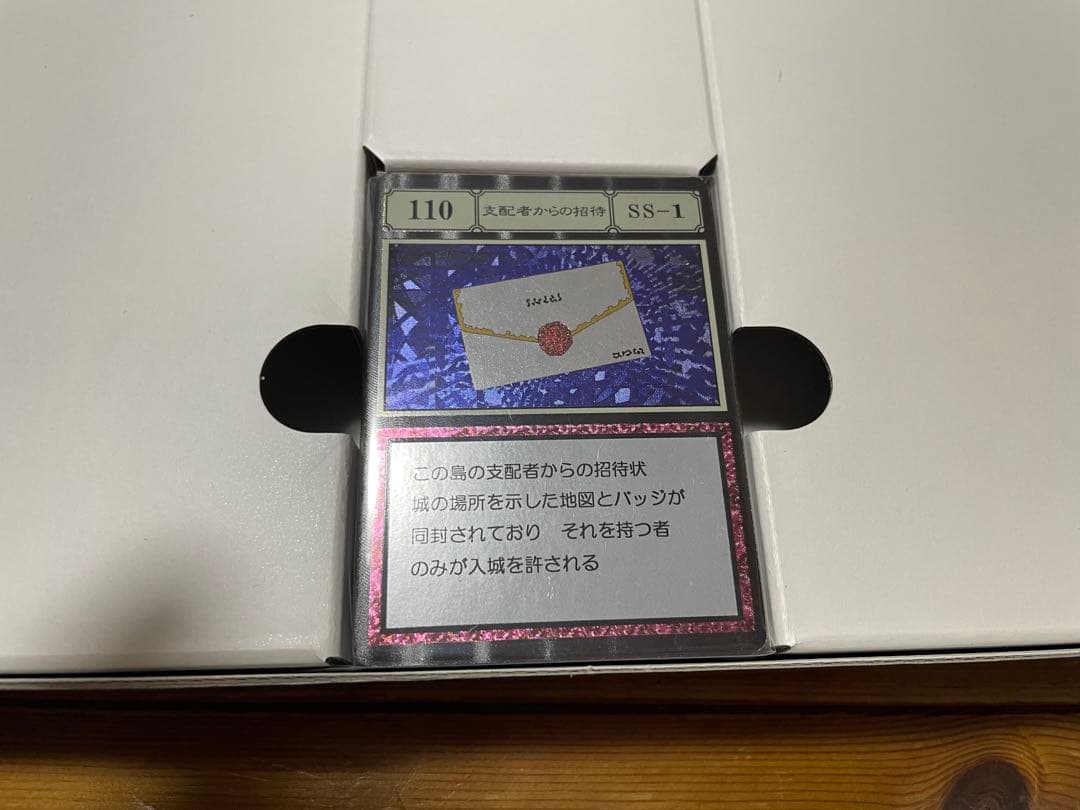 110 支配者からの招待 SS-1
この島の支配者からの招待状
城の場所を示した地図とバッジが
同封されており　それを持つ者
のみが入城を許される